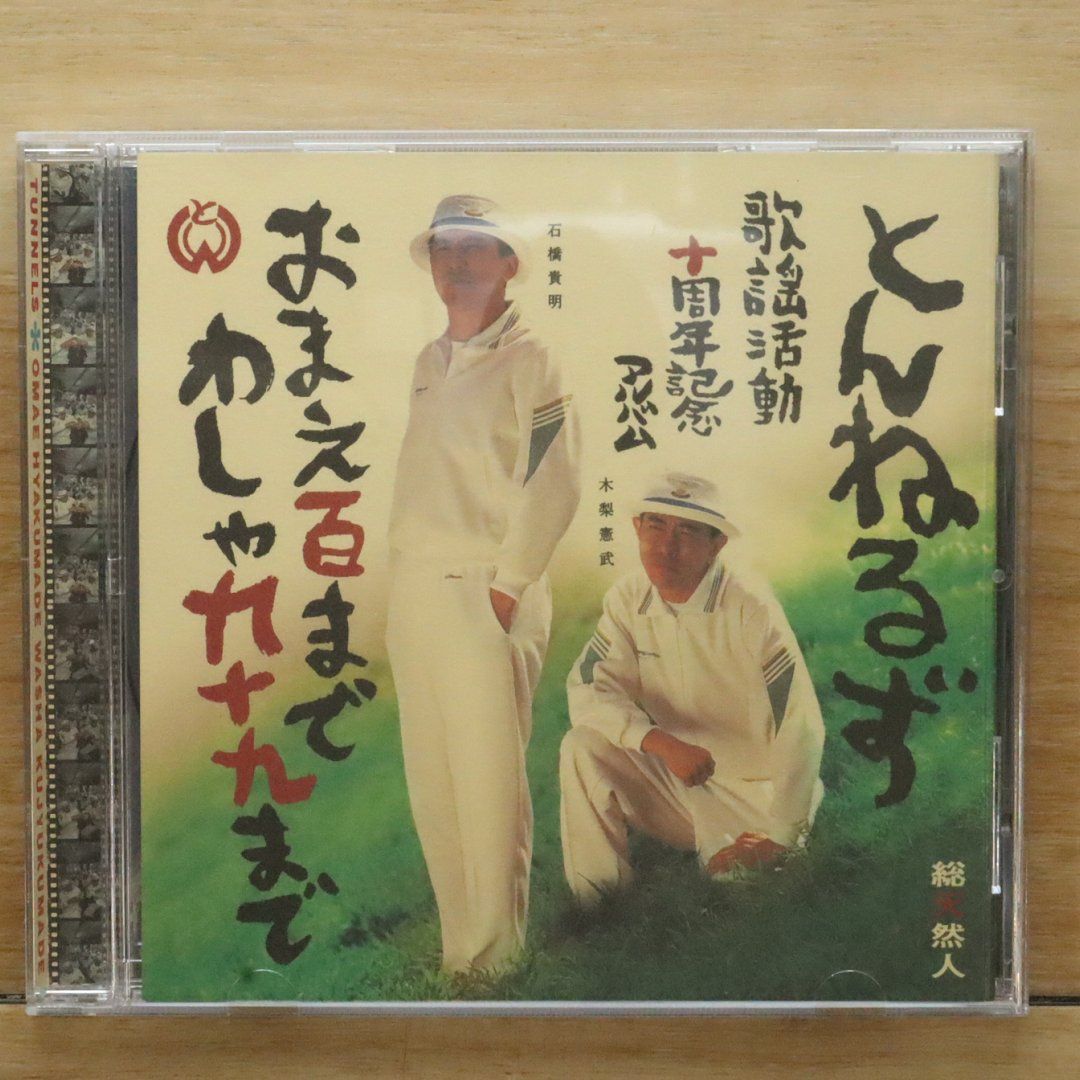 とんねるず
歌謡活動
十周年記念
アルバム
石橋貴明
木梨憲武
おまえ百まで
わしゃ九十九まで
と
総天然人
TUNNELS * OMAE HYAKUMADE WASHA KUJYUKUMADE